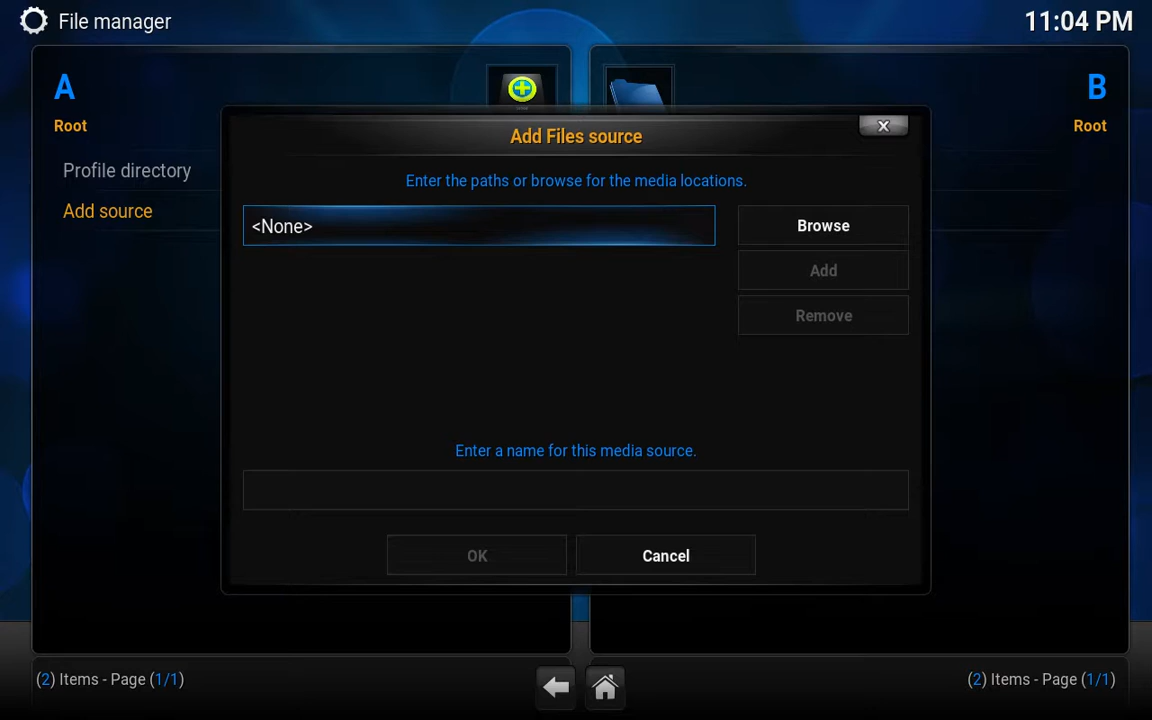 File manager
11:04 PM
A
B
Root
Root
Profile directory
Add source
Add Files source
X
Enter the paths or browse for the media locations.
<None>
Browse
Add
Remove
Enter a name for this media source.
OK
Cancel
(2) Items - Page (1/1)
(2) Items - Page (1/1)